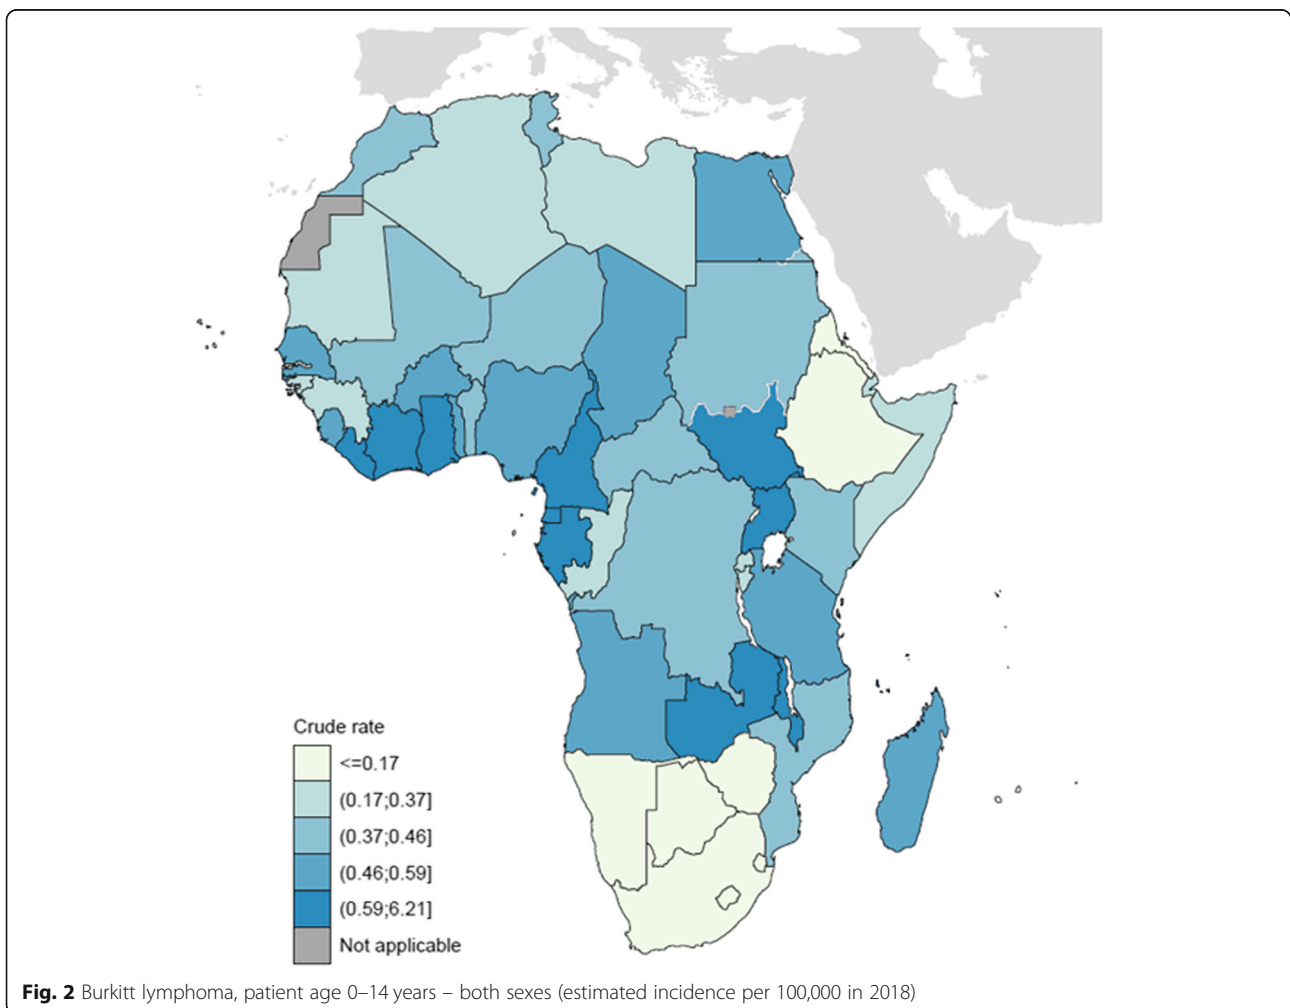 Crude rate
<=0.17
(0.17;0.37]
(0.37;0.46]
(0.46;0.59]
(0.59;6.21]
Not applicable
Fig. 2 Burkitt lymphoma, patient age 0–14 years – both sexes (estimated incidence per 100,000 in 2018)